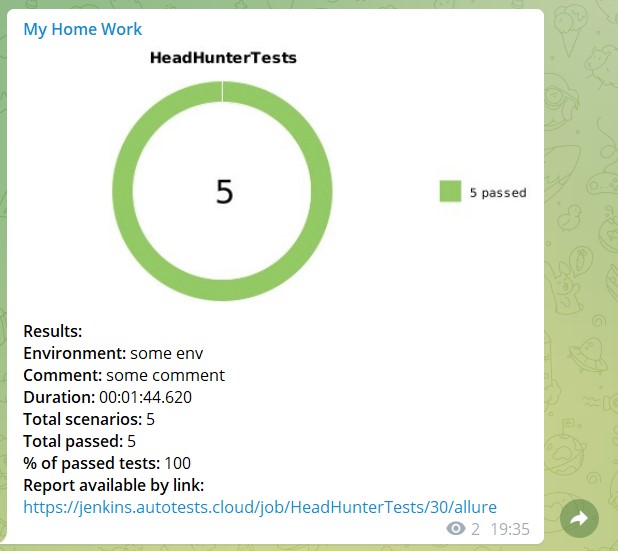 My Home Work
HeadHunterTests
5
5 passed
Results:
Environment: some env
Comment: some comment
Duration: 00:01:44.620
Total scenarios: 5
Total passed: 5
% of passed tests: 100
Report available by link:
https://jenkins.autotests.cloud/job/HeadHunterTests/30/allure
2 19:35